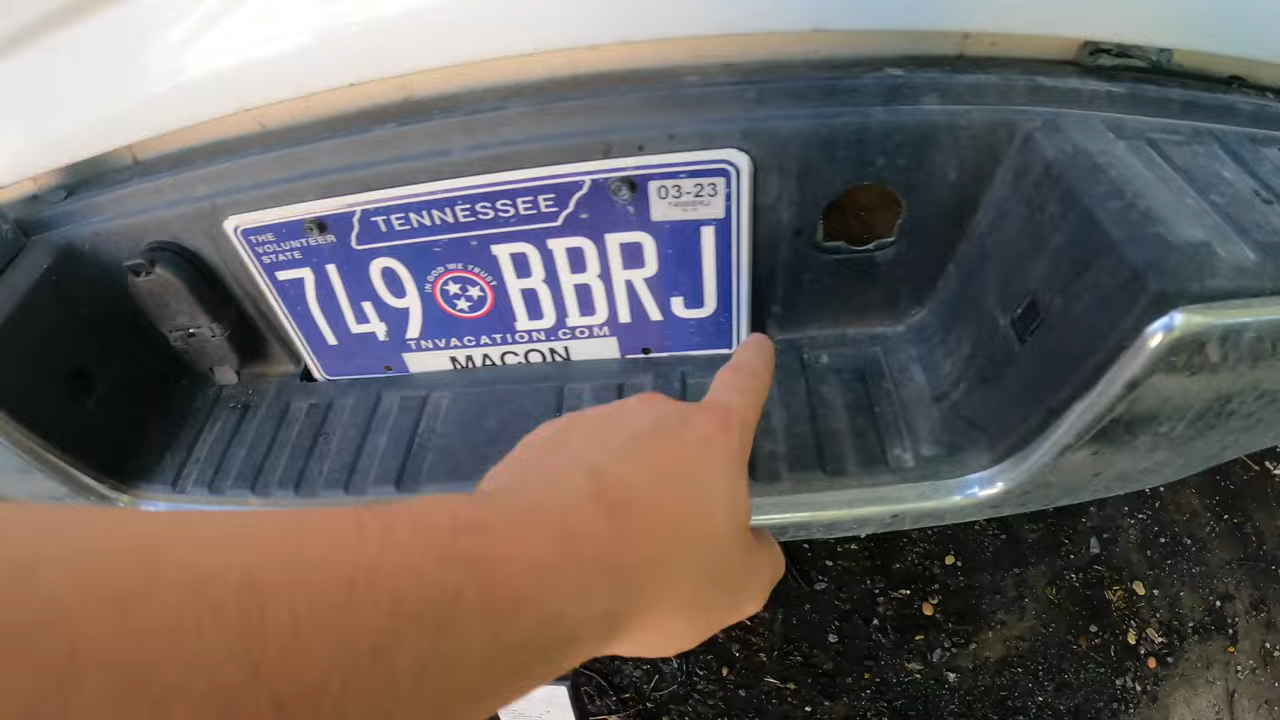 TENNESSEE
03-23
THE
VOLUNTEER
STATE
749 BBRJ
IN GOD WE TRUST
TNVACATION.COM
MACON